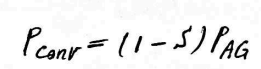 P_conv = (1 - S) P_AG